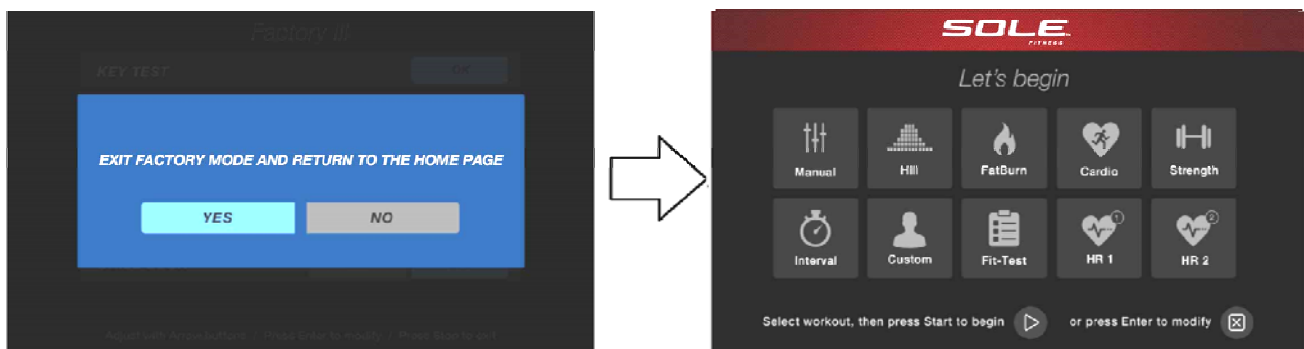 Factory III
KEY TEST
OK
EXIT FACTORY MODE AND RETURN TO THE HOME PAGE
YES
NO
Adjust with Arrow buttons / Press Enter to modify / Press Stop to exit
SOLE
FITNESS
Let's begin
Manual
Hill
FatBurn
Cardio
Strength
Interval
Custom
Fit-Test
1
HR 1
2
HR 2
Select workout, then press Start to begin
or press Enter to modify